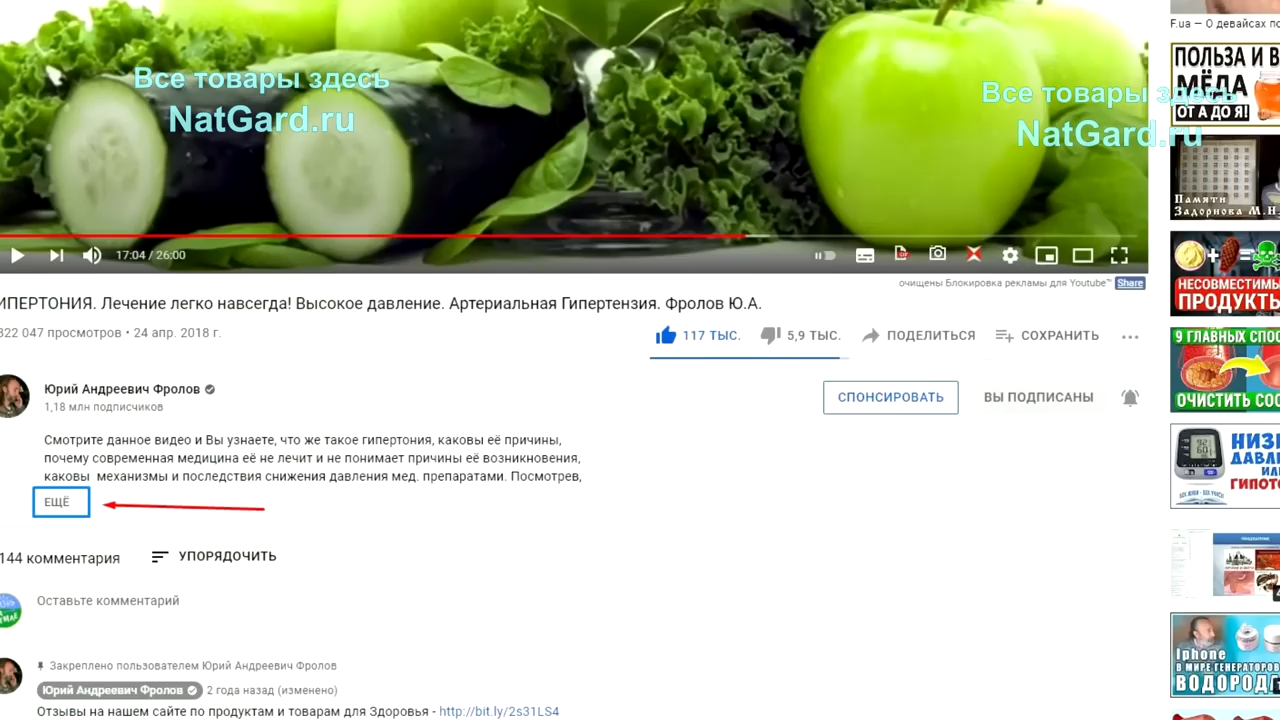 Все товары здесь
NatGard.ru
Все товары здесь
NatGard.ru
17:04 / 26:00
очищены Блокировка рекламы для Youtube™ Share
ИПЕРТОНИЯ. Лечение легко навсегда! Высокое давление. Артериальная Гипертензия. Фролов Ю.А.
322 047 просмотров • 24 апр. 2018 г.
117 ТЫС.
5,9 ТЫС.
ПОДЕЛИТЬСЯ
СОХРАНИТЬ
Юрий Андреевич Фролов
1,18 млн подписчиков
СПОНСИРОВАТЬ
ВЫ ПОДПИСАНЫ
Смотрите данное видео и Вы узнаете, что же такое гипертония, каковы её причины,
почему современная медицина её не лечит и не понимает причины её возникновения,
каковы механизмы и последствия снижения давления мед. препаратами. Посмотрев,
ЕЩЁ
144 комментария
УПОРЯДОЧИТЬ
Оставьте комментарий
Закреплено пользователем Юрий Андреевич Фролов
Юрий Андреевич Фролов
2 года назад (изменено)
Отзывы на нашем сайте по продуктам и товарам для Здоровья - http://bit.ly/2s31LS4
F.ua — О девайсах по
ПОЛЬЗА И В
МЁДА
ОТ А ДО Я!
Памяти
Задорнова М.Н.
НЕСОВМЕСТИМЫ
ПРОДУКТЫ
9 ГЛАВНЫХ СПОС
ОЧИСТИТЬ СОС
НИЗК
ДАВЛЕ
ИЛИ
ГИПОТО
Iphone
В МИРЕ ГЕНЕРАТОРОВ
ВОДОРОД